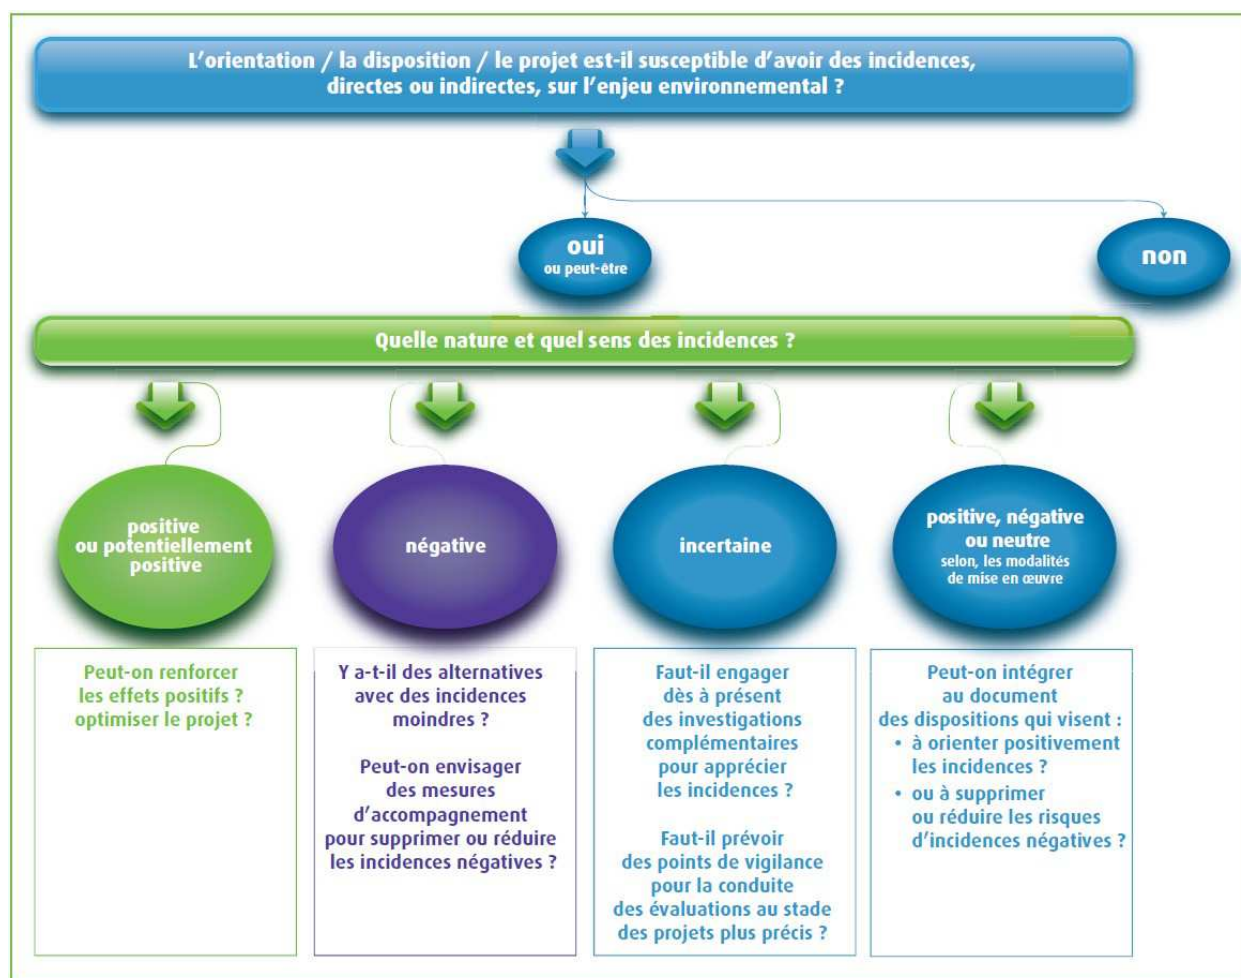 L'orientation / la disposition / le projet est-il susceptible d'avoir des incidences,
directes ou indirectes, sur l'enjeu environnemental ?
oui
ou peut-être
non
Quelle nature et quel sens des incidences ?
positive
ou potentiellement
positive
négative
incertaine
positive, négative
ou neutre
selon, les modalités
de mise en œuvre
Peut-on renforcer
les effets positifs ?
optimiser le projet ?
Y a-t-il des alternatives
avec des incidences
moindres ?
Peut-on envisager
des mesures
d'accompagnement
pour supprimer ou réduire
les incidences négatives ?
Faut-il engager
dès à présent
des investigations
complémentaires
pour apprécier
les incidences ?
Faut-il prévoir
des points de vigilance
pour la conduite
des évaluations au stade
des projets plus précis ?
Peut-on intégrer
au document
des dispositions qui visent :
• à orienter positivement
les incidences ?
• ou à supprimer
ou réduire les risques
d'incidences négatives ?